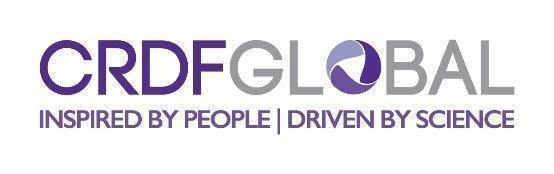 CRDFGLOBAL
INSPIRED BY PEOPLE | DRIVEN BY SCIENCE